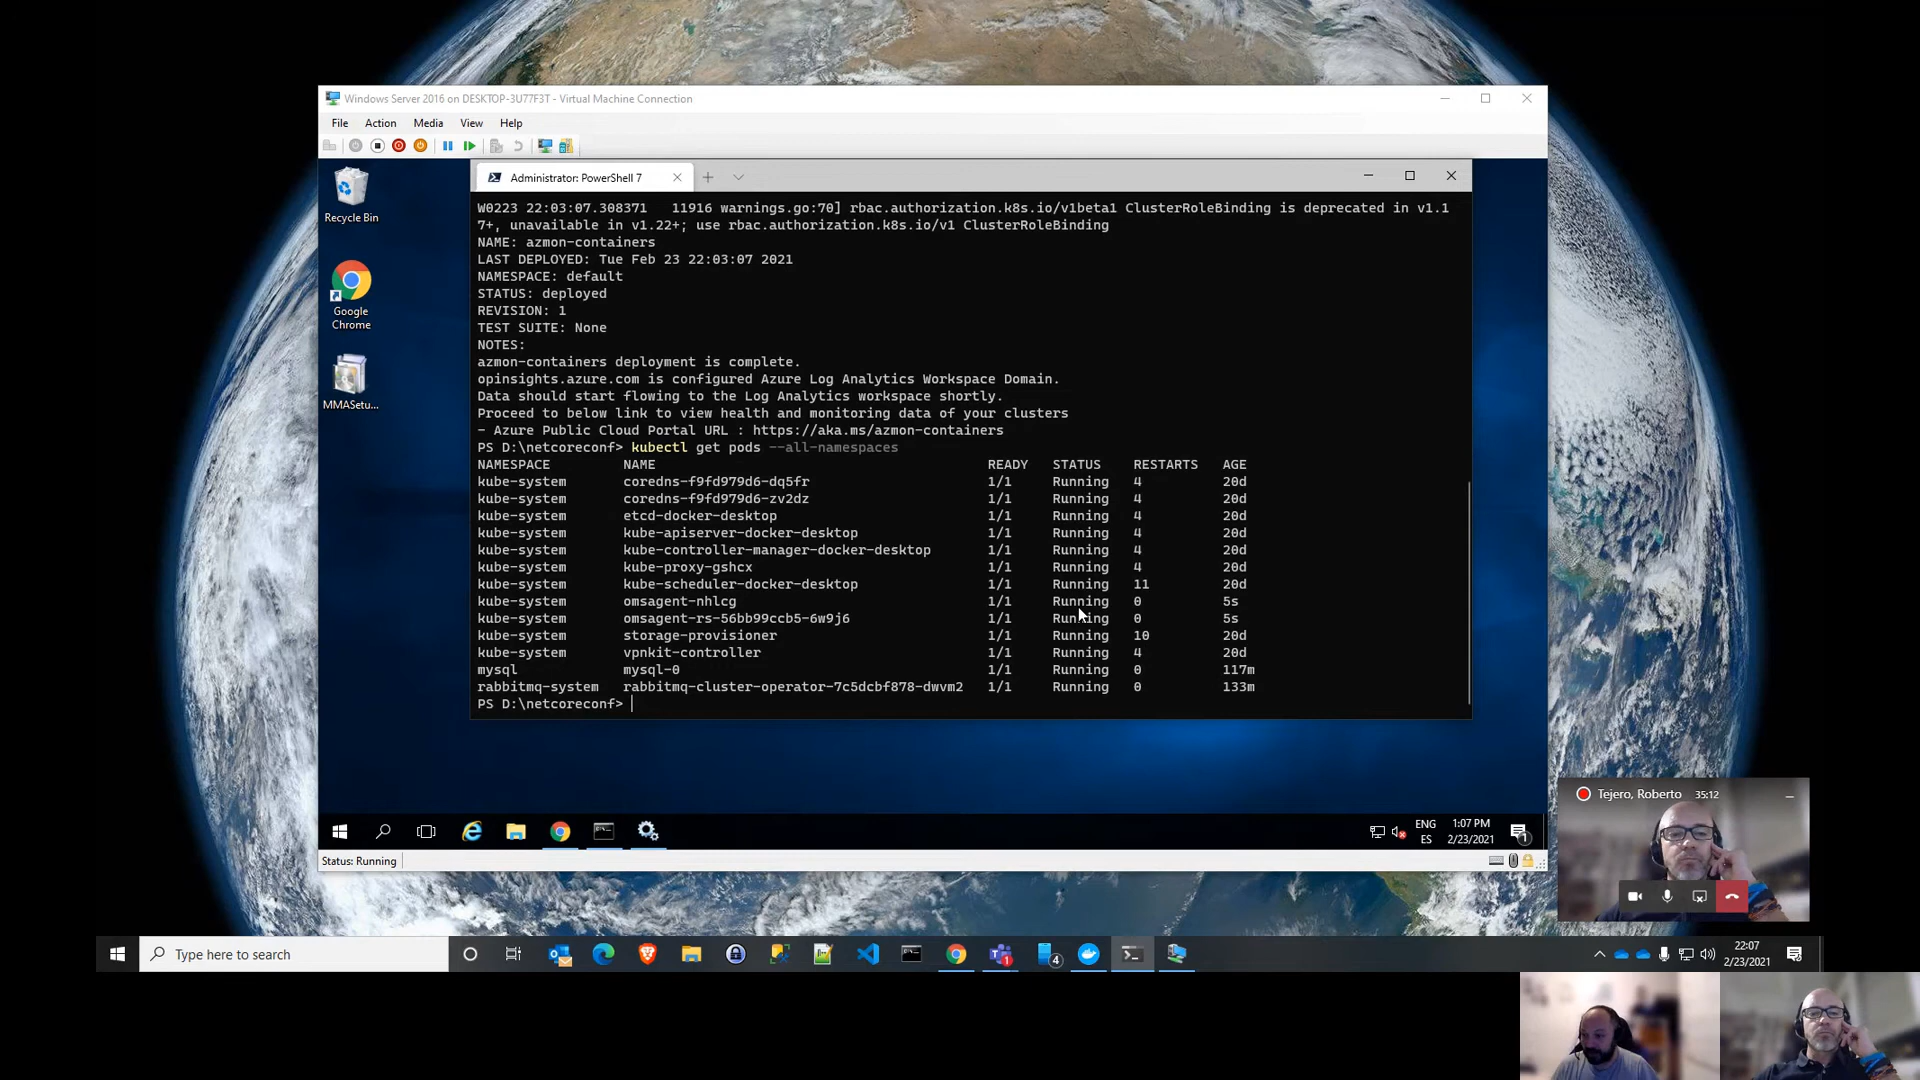 Windows Server 2016 on DESKTOP-3U77F3T - Virtual Machine Connection
File Action Media View Help
Recycle Bin
Google Chrome
MMASetu...
Administrator: PowerShell 7
W0223 22:03:07.308371   11916 warnings.go:70] rbac.authorization.k8s.io/v1beta1 ClusterRoleBinding is deprecated in v1.1
7+, unavailable in v1.22+; use rbac.authorization.k8s.io/v1 ClusterRoleBinding
NAME: azmon-containers
LAST DEPLOYED: Tue Feb 23 22:03:07 2021
NAMESPACE: default
STATUS: deployed
REVISION: 1
TEST SUITE: None
NOTES:
azmon-containers deployment is complete.
opinsights.azure.com is configured Azure Log Analytics Workspace Domain.
Data should start flowing to the Log Analytics workspace shortly.
Proceed to below link to view health and monitoring data of your clusters
- Azure Public Cloud Portal URL : https://aka.ms/azmon-containers
PS D:\netcoreconf> kubectl get pods --all-namespaces
NAMESPACE NAME READY STATUS RESTARTS AGE
kube-system coredns-f9fd979d6-dq5fr 1/1 Running 4 20d
kube-system coredns-f9fd979d6-zv2dz 1/1 Running 4 20d
kube-system etcd-docker-desktop 1/1 Running 4 20d
kube-system kube-apiserver-docker-desktop 1/1 Running 4 20d
kube-system kube-controller-manager-docker-desktop 1/1 Running 4 20d
kube-system kube-proxy-gshcx 1/1 Running 4 20d
kube-system kube-scheduler-docker-desktop 1/1 Running 11 20d
kube-system omsagent-nhlcg 1/1 Running 0 5s
kube-system omsagent-rs-56bb99ccb5-6w9j6 1/1 Running 0 5s
kube-system storage-provisioner 1/1 Running 10 20d
kube-system vpnkit-controller 1/1 Running 4 20d
mysql mysql-0 1/1 Running 0 117m
rabbitmq-system rabbitmq-cluster-operator-7c5dcbf878-dwvm2 1/1 Running 0 133m
PS D:\netcoreconf>
Tejero, Roberto 35:12
ENG 1:07 PM
ES 2/23/2021
1
Status: Running
Type here to search
1
4
22:07
2/23/2021